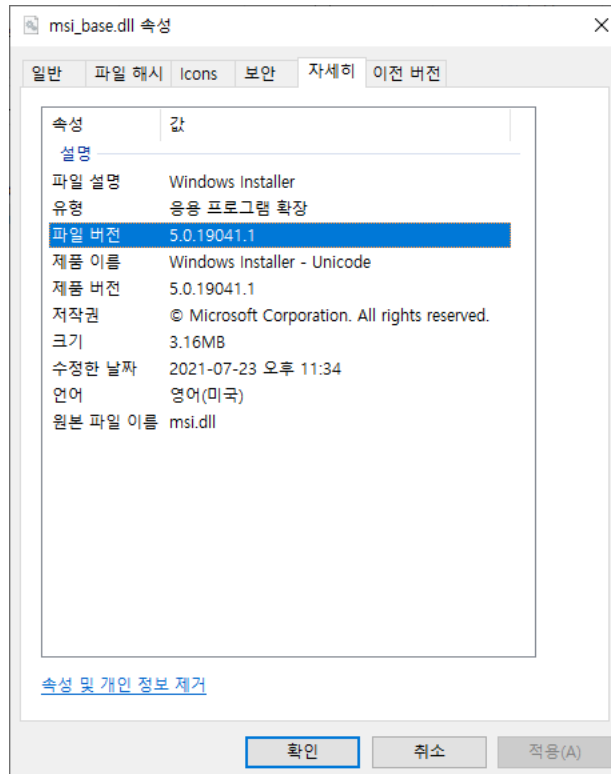 msi_base.dll 속성
일반 파일 해시 Icons 보안 자세히 이전 버전
속성 값
설명
파일 설명 Windows Installer
유형 응용 프로그램 확장
파일 버전 5.0.19041.1
제품 이름 Windows Installer - Unicode
제품 버전 5.0.19041.1
저작권 © Microsoft Corporation. All rights reserved.
크기 3.16MB
수정한 날짜 2021-07-23 오후 11:34
언어 영어(미국)
원본 파일 이름 msi.dll
속성 및 개인 정보 제거
확인 취소 적용(A)